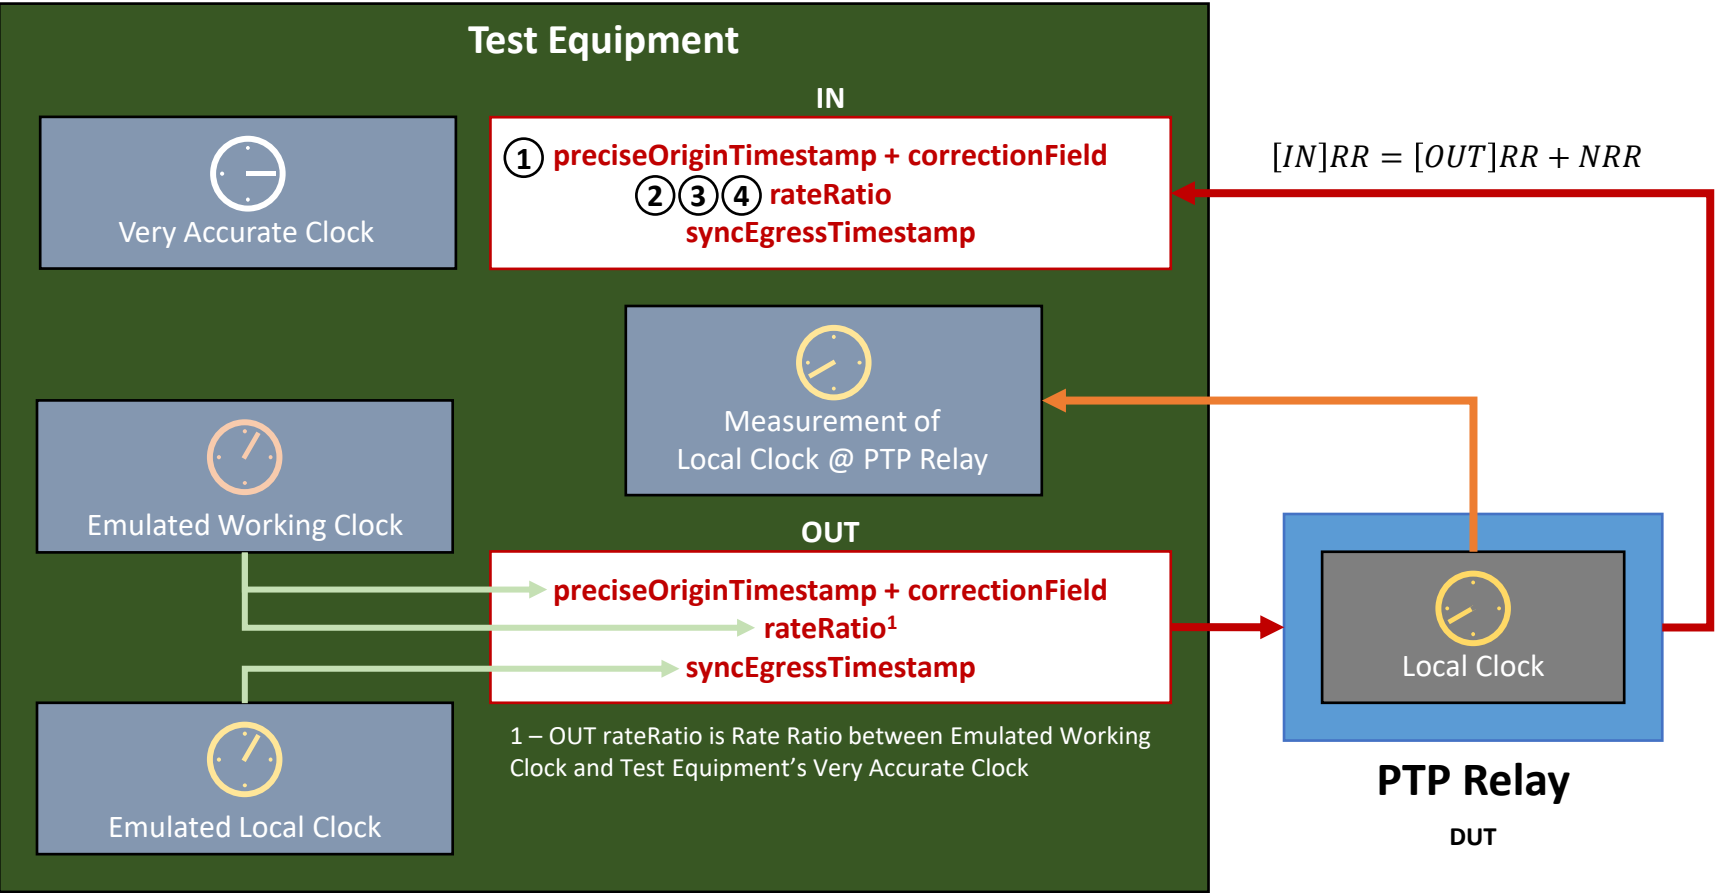 Test Equipment
IN
Very Accurate Clock
① preciseOriginTimestamp + correctionField
②③④ rateRatio
syncEgressTimestamp
[IN]RR = [OUT]RR + NRR
Measurement of
Local Clock @ PTP Relay
Emulated Working Clock
OUT
preciseOriginTimestamp + correctionField
rateRatio¹
syncEgressTimestamp
Local Clock
1 – OUT rateRatio is Rate Ratio between Emulated Working
Clock and Test Equipment’s Very Accurate Clock
Emulated Local Clock
PTP Relay
DUT